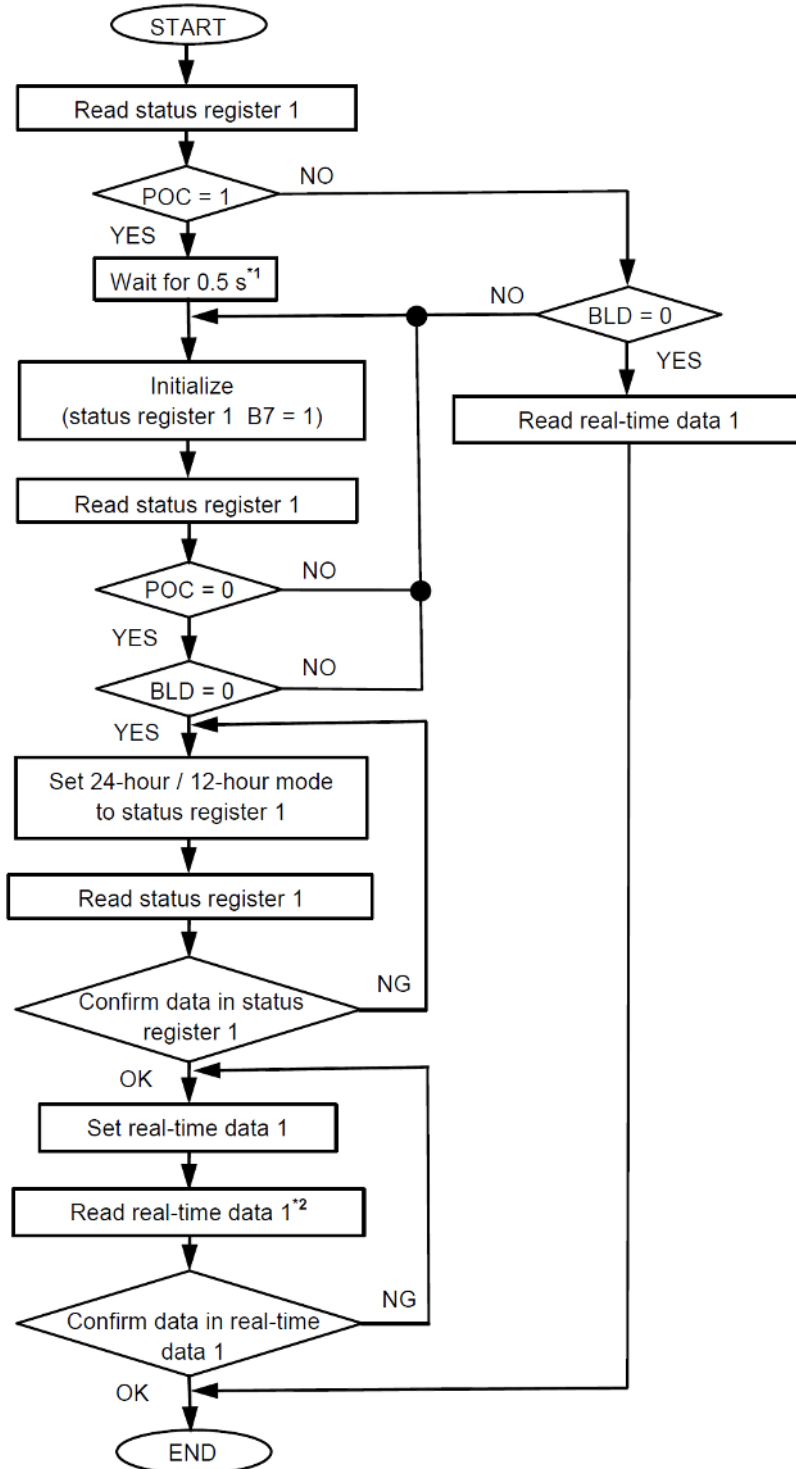 START
Read status register 1
POC = 1
NO
YES
Wait for 0.5 s*1
NO
BLD = 0
YES
Initialize
(status register 1  B7 = 1)
Read real-time data 1
Read status register 1
POC = 0
NO
YES
BLD = 0
NO
YES
Set 24-hour / 12-hour mode
to status register 1
Read status register 1
Confirm data in status
register 1
NG
OK
Set real-time data 1
Read real-time data 1*2
Confirm data in real-time
data 1
NG
OK
END